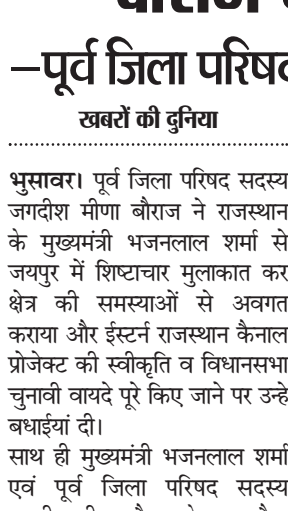 –पूर्व जिला परिषद
खबरों की दुनिया
भुसावर। पूर्व जिला परिषद सदस्य
जगदीश मीणा बौराज ने राजस्थान
के मुख्यमंत्री भजनलाल शर्मा से
जयपुर में शिष्टाचार मुलाकात कर
क्षेत्र की समस्याओं से अवगत
कराया और ईस्टर्न राजस्थान कैनाल
प्रोजेक्ट की स्वीकृति व विधानसभा
चुनावी वायदे पूरे किए जाने पर उन्हे
बधाईयां दी।
साथ ही मुख्यमंत्री भजनलाल शर्मा
एवं पूर्व जिला परिषद सदस्य